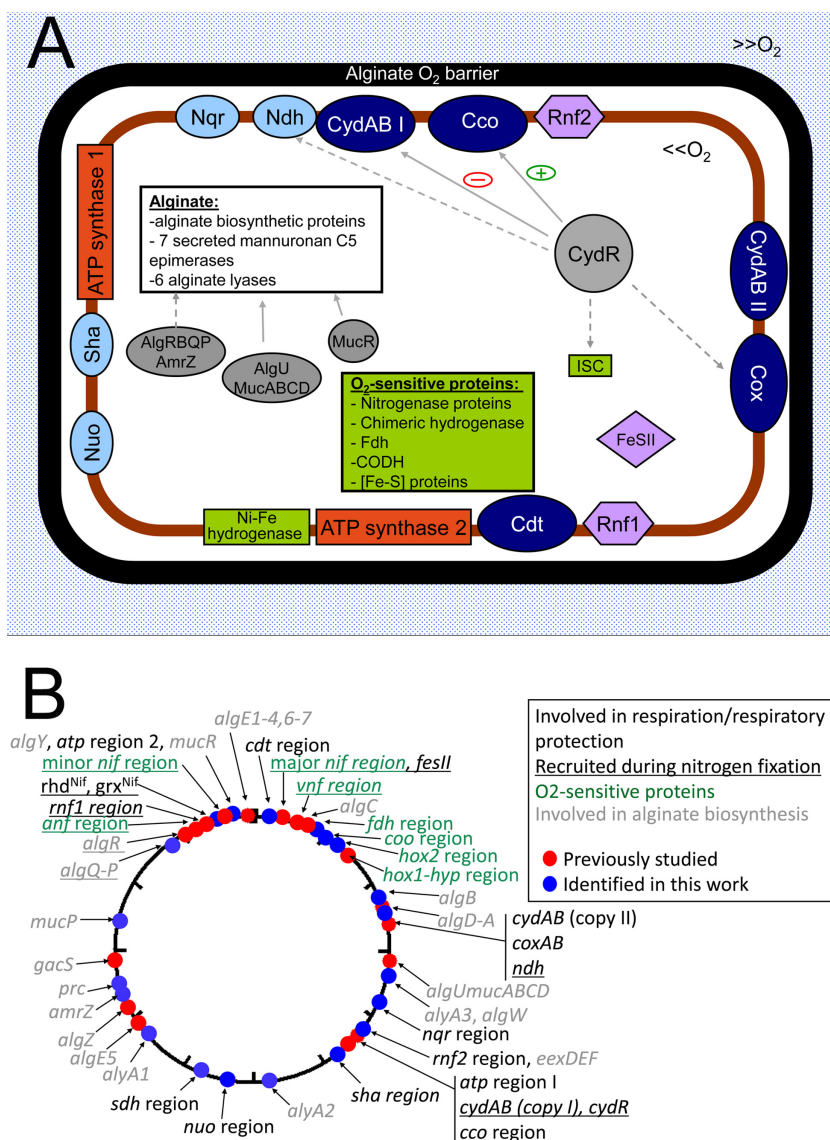 A
>>O2
Alginate O2 barrier
Nqr
Ndh
CydAB I
Cco
Rnf2
<<O2
ATP synthase 1
Alginate:
-alginate biosynthetic proteins
- 7 secreted mannuronan C5
epimerases
-6 alginate lyases
−
+
CydR
CydAB II
Sha
AlgRBQP
AmrZ
AlgU
MucABCD
MucR
ISC
Cox
O2-sensitive proteins:
- Nitrogenase proteins
- Chimeric hydrogenase
- Fdh
-CODH
- [Fe-S] proteins
FeSII
Nuo
Ni-Fe
hydrogenase
ATP synthase 2
Cdt
Rnf1
B
algE1-4,6-7
algY, atp region 2, mucR
cdt region
minor nif region
major nif region, fesII
rhdNif, grxNif
vnf region
rnf1 region
algC
anf region
fdh region
algR
coo region
algQ-P
hox2 region
hox1-hyp region
Involved in respiration/respiratory
protection
Recruited during nitrogen fixation
O2-sensitive proteins
Involved in alginate biosynthesis
Previously studied
Identified in this work
algB
algD-A
cydAB (copy II)
coxAB
ndh
mucP
gacS
prc
amrZ
algZ
algE5
alyA1
algUmucABCD
alyA3, algW
nqr region
rnf2 region, eexDEF
sdh region
nuo region
alyA2
sha region
atp region I
cydAB (copy I), cydR
cco region